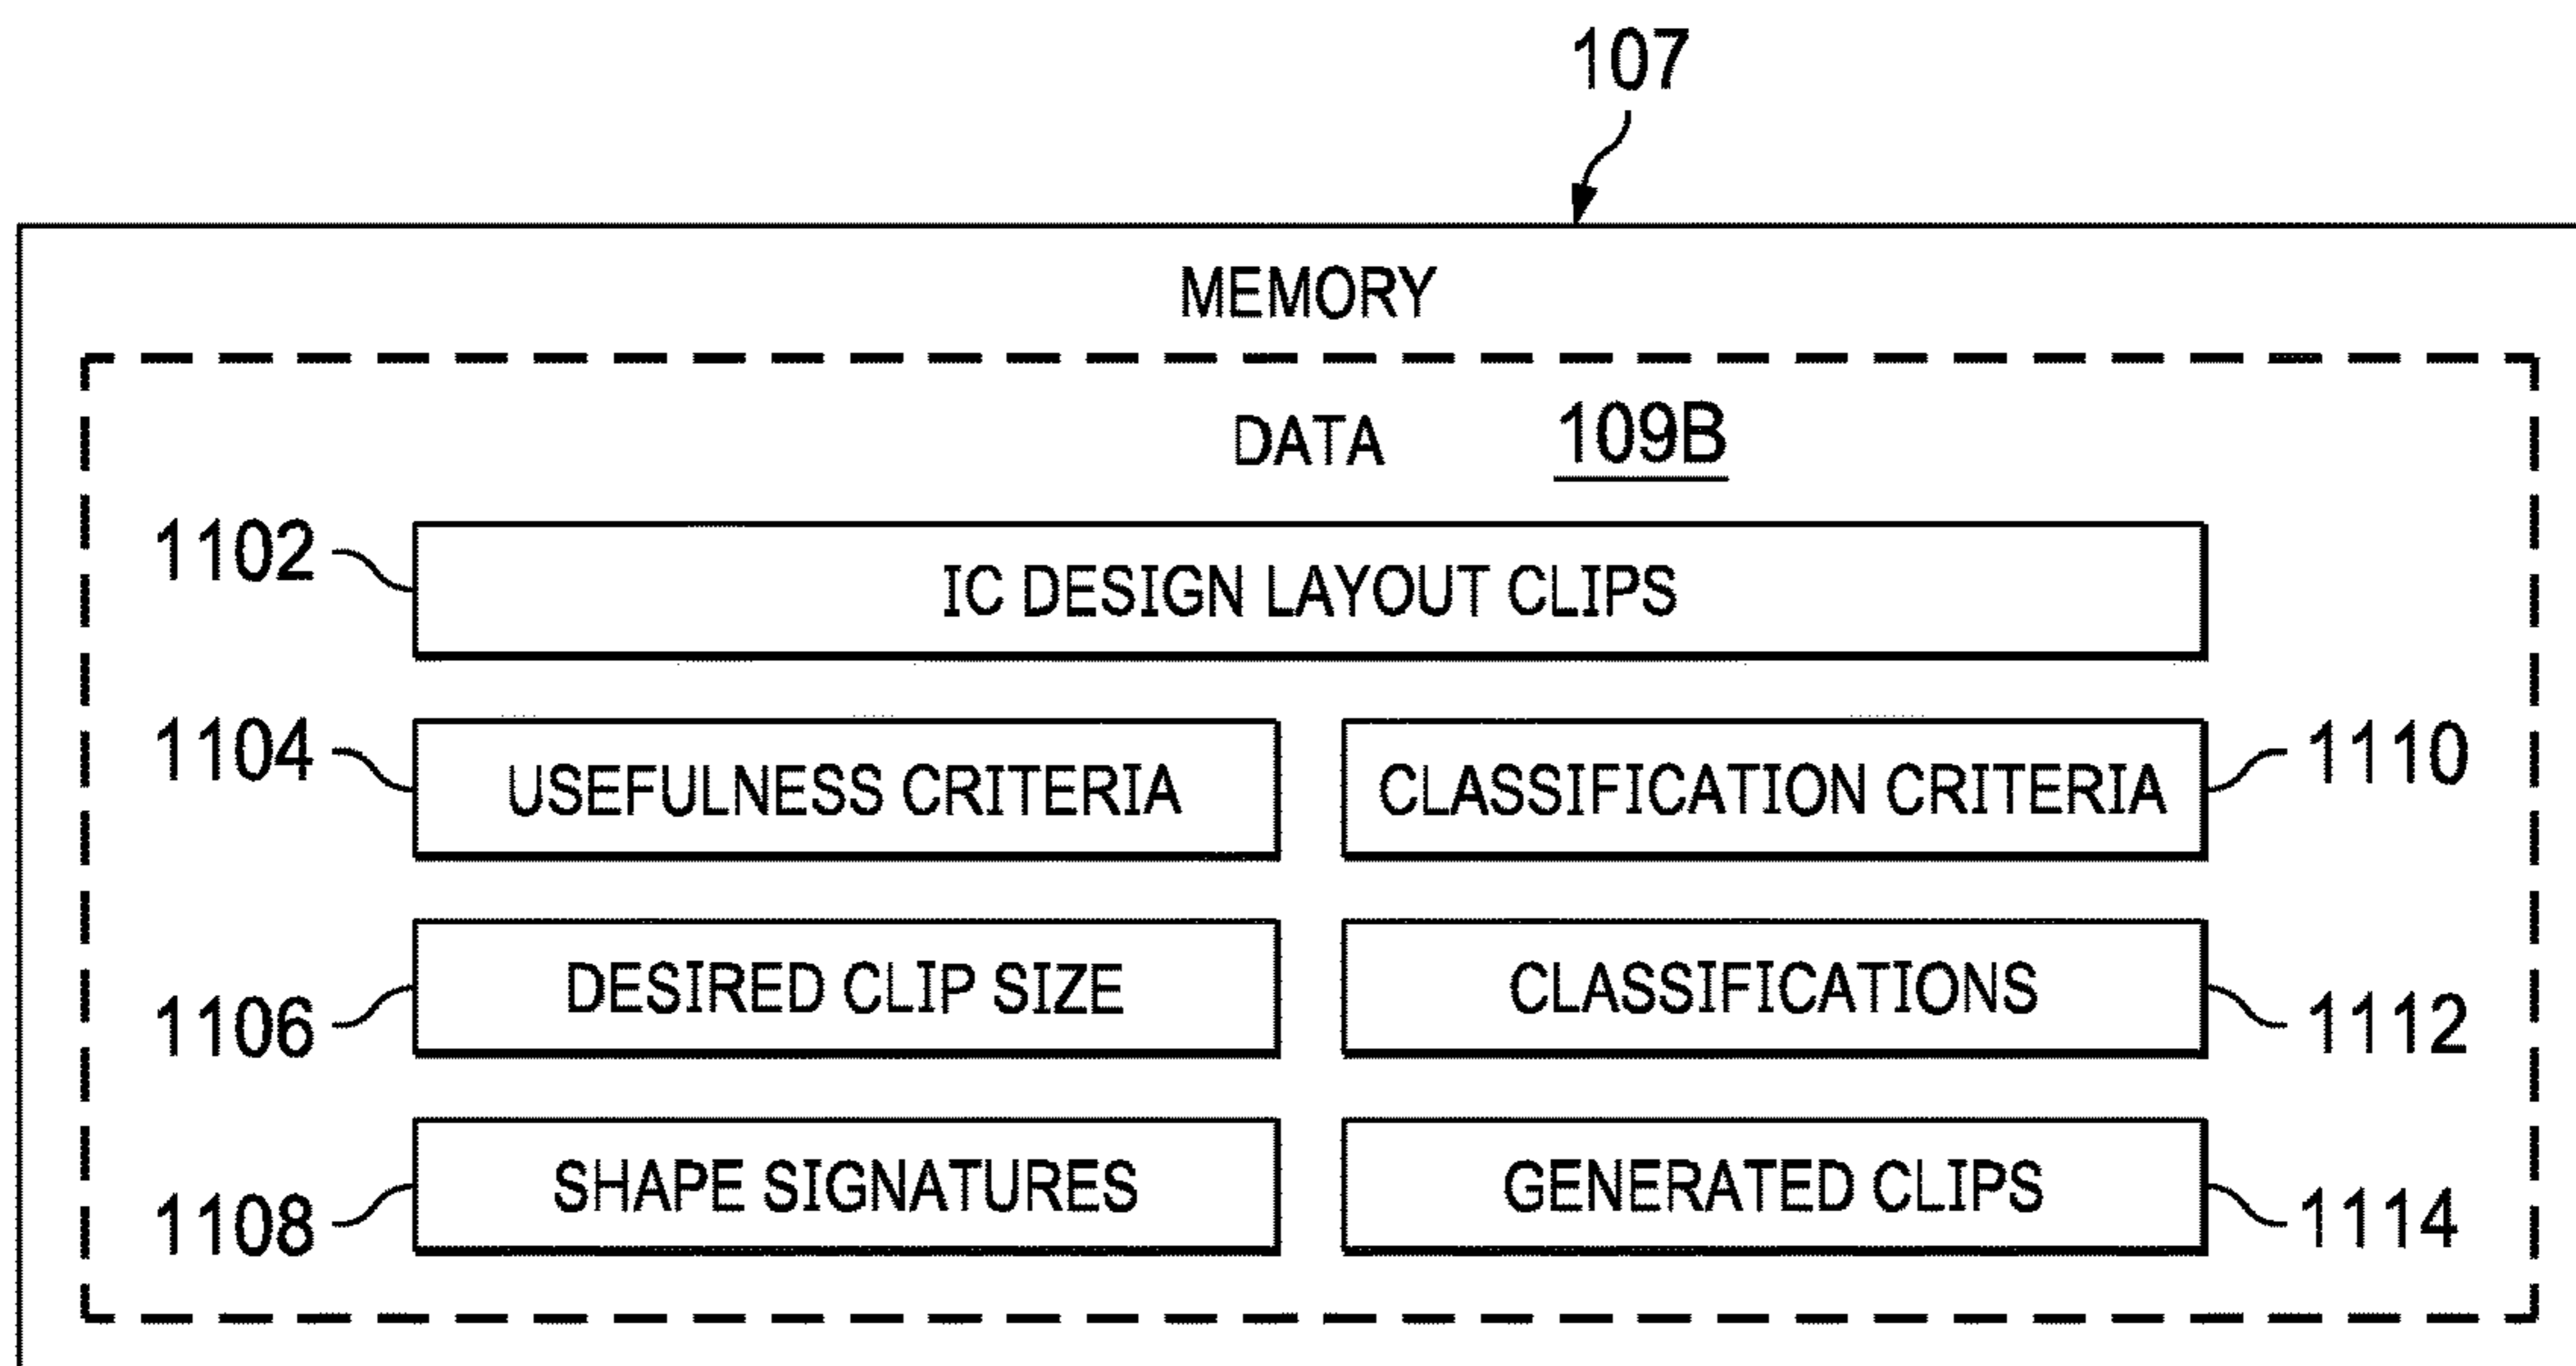 107
MEMORY
DATA 109B
1102 IC DESIGN LAYOUT CLIPS
1104 USEFULNESS CRITERIA CLASSIFICATION CRITERIA 1110
1106 DESIRED CLIP SIZE CLASSIFICATIONS 1112
1108 SHAPE SIGNATURES GENERATED CLIPS 1114